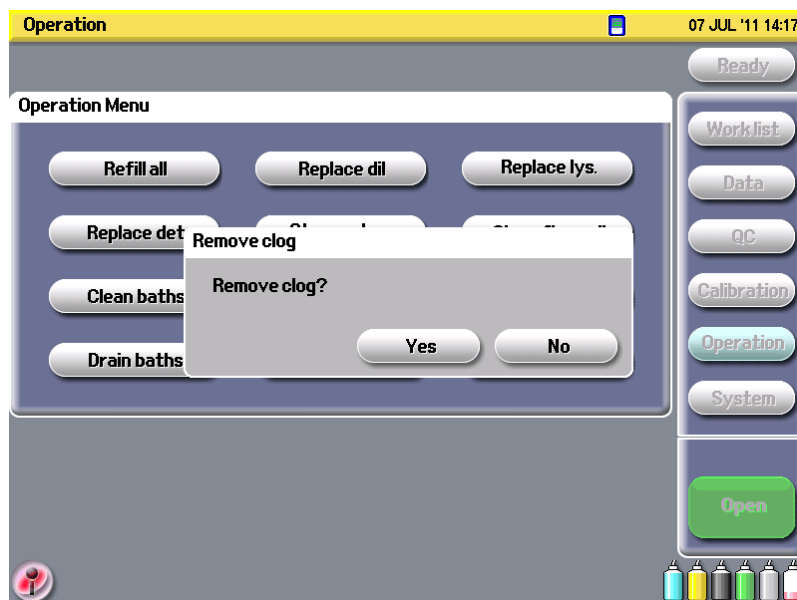 Operation
07 JUL '11 14:17
Ready
Operation Menu
Work list
Refill all
Replace dil
Replace lys.
Data
Replace det
QC
Remove clog
Remove clog?
Clean baths
Calibration
Yes
No
Operation
Drain baths
System
Open